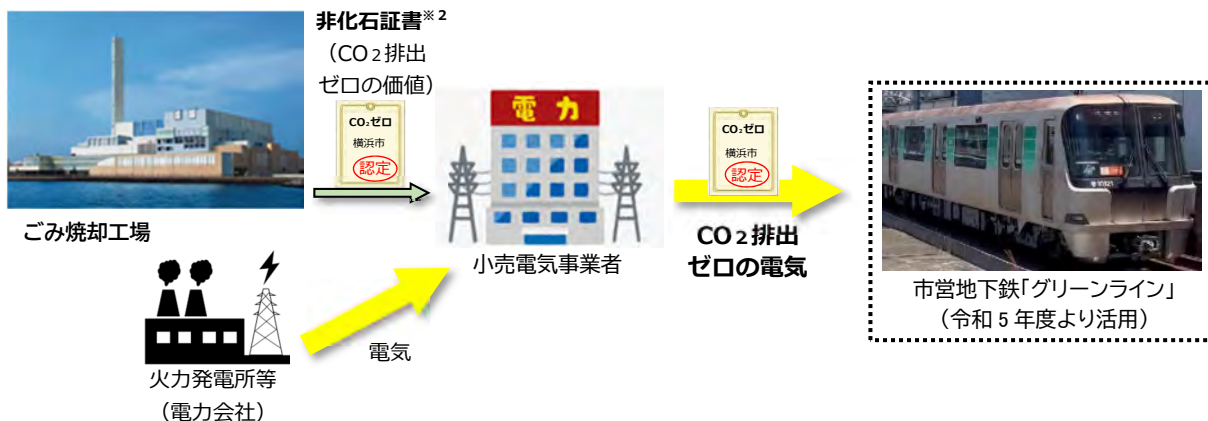 非化石証書※2
（CO2排出
ゼロの価値）
CO₂ゼロ
横浜市
認定
ごみ焼却工場
電力
小売電気事業者
CO₂ゼロ
横浜市
認定
CO2排出
ゼロの電気
市営地下鉄「グリーンライン」
（令和5年度より活用）
電気
火力発電所等
（電力会社）